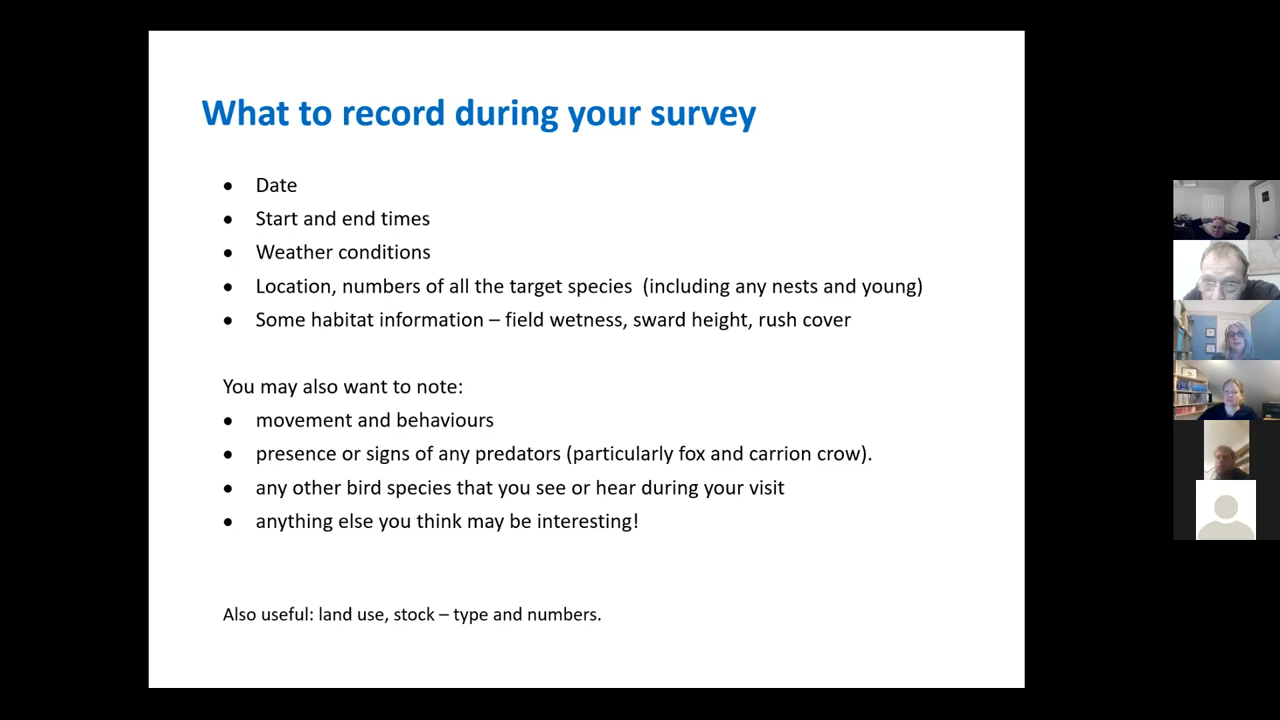 What to record during your survey
• Date
• Start and end times
• Weather conditions
• Location, numbers of all the target species (including any nests and young)
• Some habitat information – field wetness, sward height, rush cover
You may also want to note:
• movement and behaviours
• presence or signs of any predators (particularly fox and carrion crow).
• any other bird species that you see or hear during your visit
• anything else you think may be interesting!
Also useful: land use, stock – type and numbers.